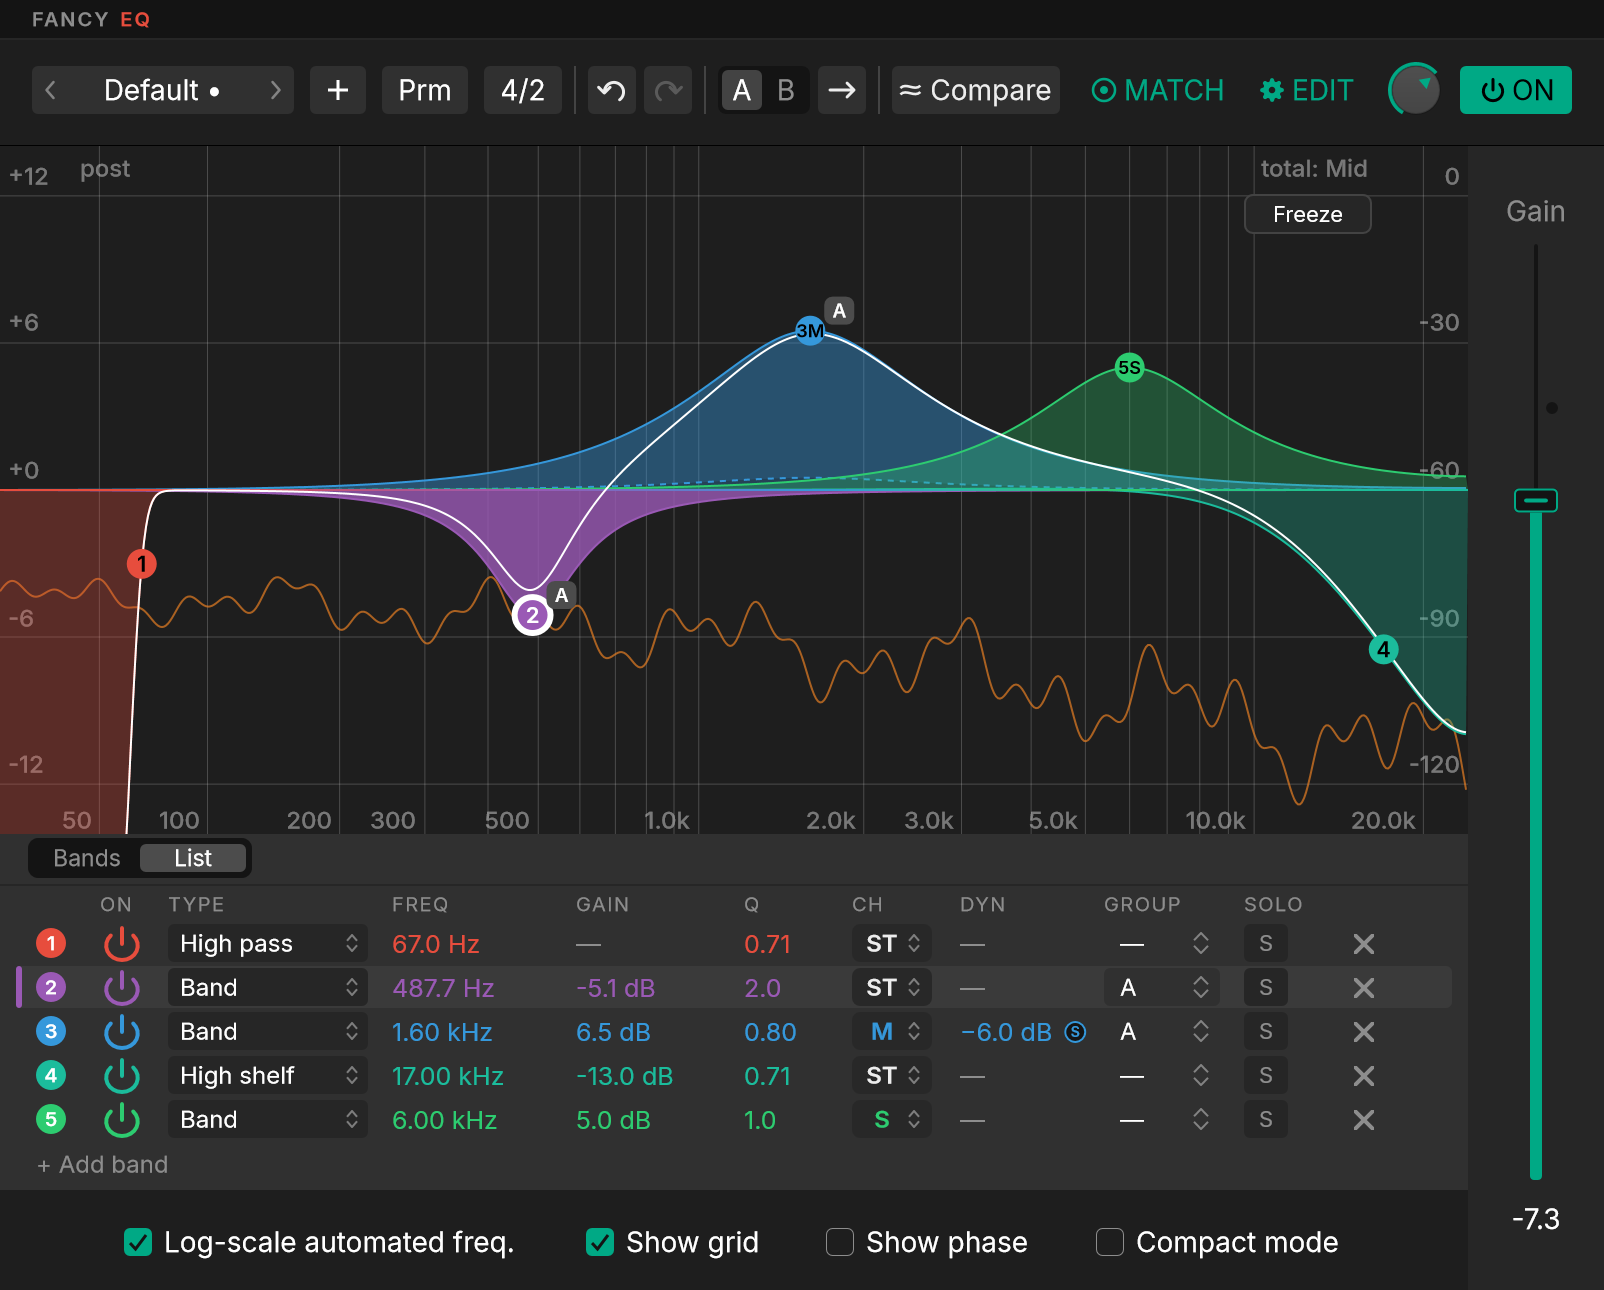 FANCY EQ
Default •
+
Prm
4/2
A B
→
≈ Compare
MATCH
EDIT
ON
post
total: Mid
Freeze
+12
+6
+0
-6
-12
0
-30
-60
-90
-120
1
2
A
3M
A
5S
4
50 100 200 300 500 1.0k 2.0k 3.0k 5.0k 10.0k 20.0k
Gain
-7.3
Bands List
ON TYPE FREQ GAIN Q CH DYN GROUP SOLO
1 High pass 67.0 Hz — 0.71 ST — — S
2 Band 487.7 Hz -5.1 dB 2.0 ST — A S
3 Band 1.60 kHz 6.5 dB 0.80 M −6.0 dB S A S
4 High shelf 17.00 kHz -13.0 dB 0.71 ST — — S
5 Band 6.00 kHz 5.0 dB 1.0 S — — S
+ Add band
Log-scale automated freq.
Show grid
Show phase
Compact mode